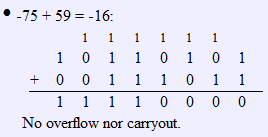 • -75 + 59 = -16:
1 1 1 1 1 1
1 0 1 1 0 1 0 1
+ 0 0 1 1 1 0 1 1
1 1 1 1 0 0 0 0
No overflow nor carryout.